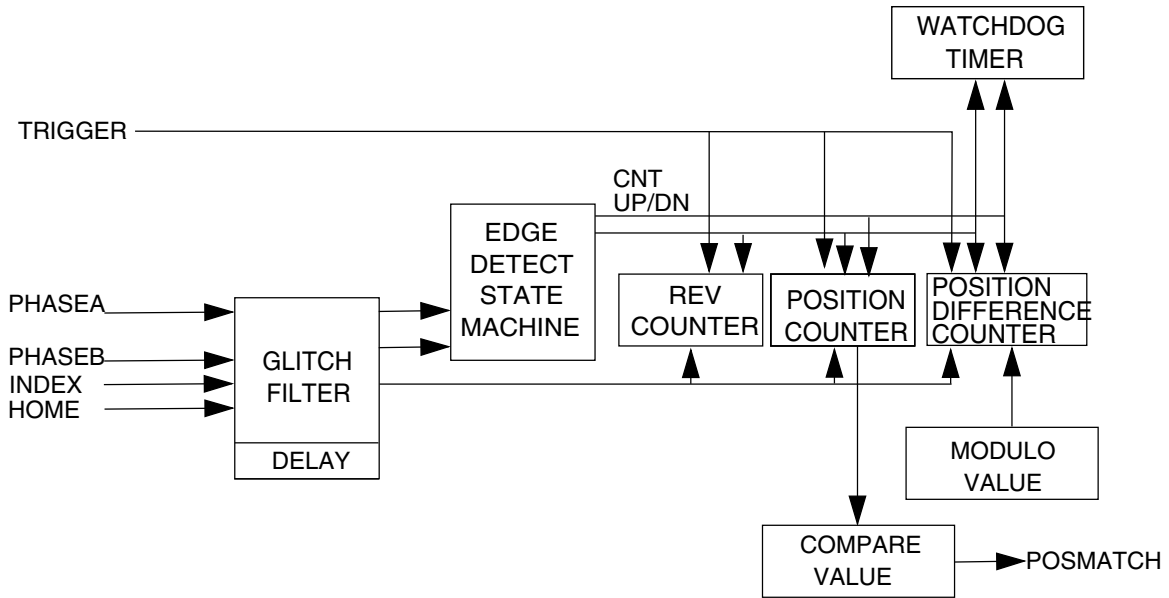 WATCHDOG
TIMER
TRIGGER
CNT
UP/DN
EDGE
DETECT
STATE
MACHINE
REV
COUNTER
POSITION
COUNTER
POSITION
DIFFERENCE
COUNTER
PHASEA
PHASEB
INDEX
HOME
GLITCH
FILTER
DELAY
MODULO
VALUE
COMPARE
VALUE
POSMATCH